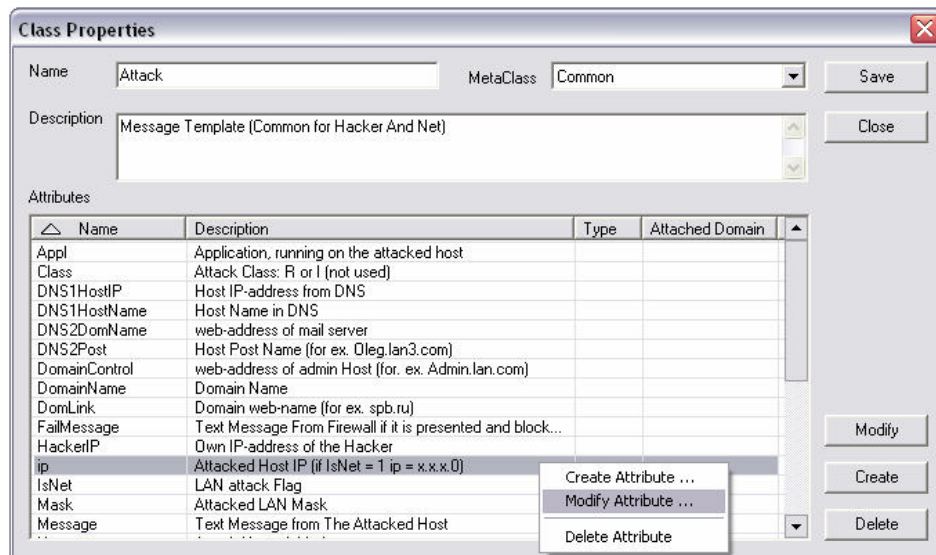 Class Properties
Name Attack MetaClass Common Save
Description Message Template (Common for Hacker And Net) Close
Attributes
Name Description Type Attached Domain
Appl Application, running on the attacked host
Class Attack Class: R or I (not used)
DNS1HostIP Host IP-address from DNS
DNS1HostName Host Name in DNS
DNS2DomName web-address of mail server
DNS2Post Host Post Name (for ex. Oleg.lan3.com)
DomainControl web-address of admin Host (for. ex. Admin.lan.com)
DomainName Domain Name
DomLink Domain web-name (for ex. spb.ru)
FailMessage Text Message From Firewall if it is presented and block... Modify
HackerIP Own IP-address of the Hacker
ip Attacked Host IP (if IsNet = 1 ip = x.x.x.0)
IsNet LAN attack Flag Create Attribute ... Create
Mask Attacked LAN Mask Modify Attribute ...
Message Text Message from The Attacked Host Delete
Delete Attribute